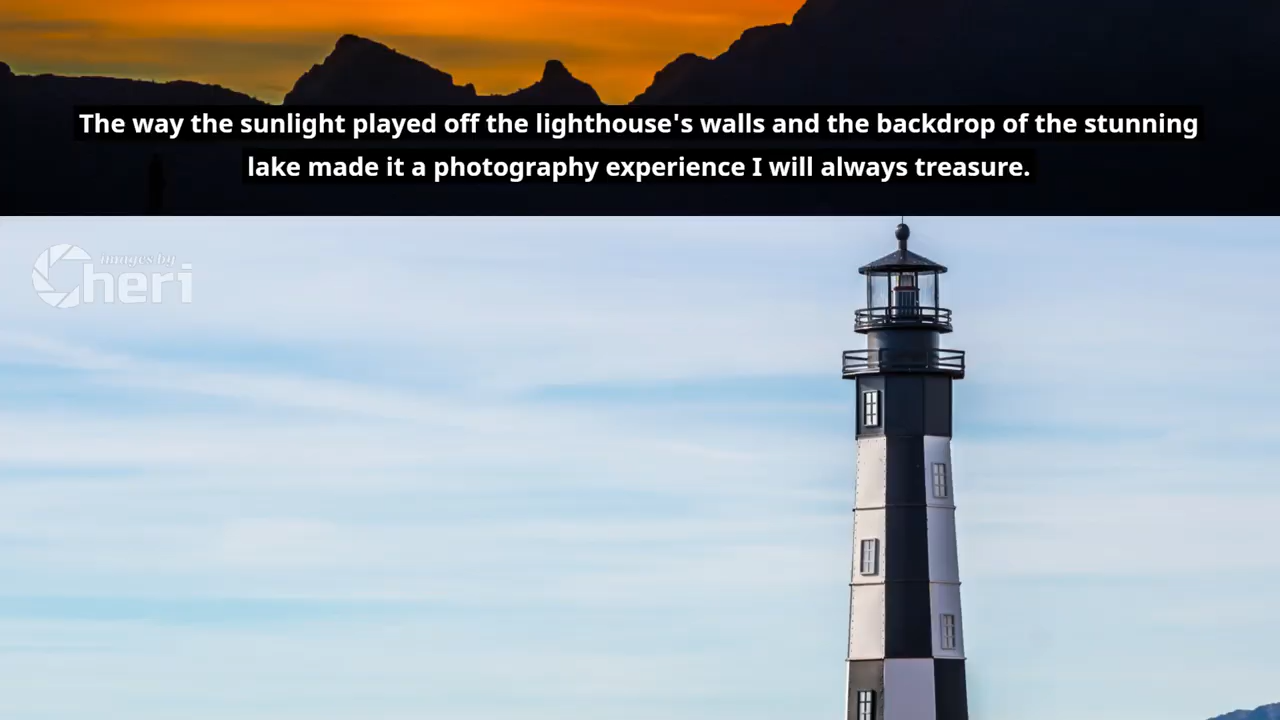 The way the sunlight played off the lighthouse's walls and the backdrop of the stunning
lake made it a photography experience I will always treasure.
images by
Cheri